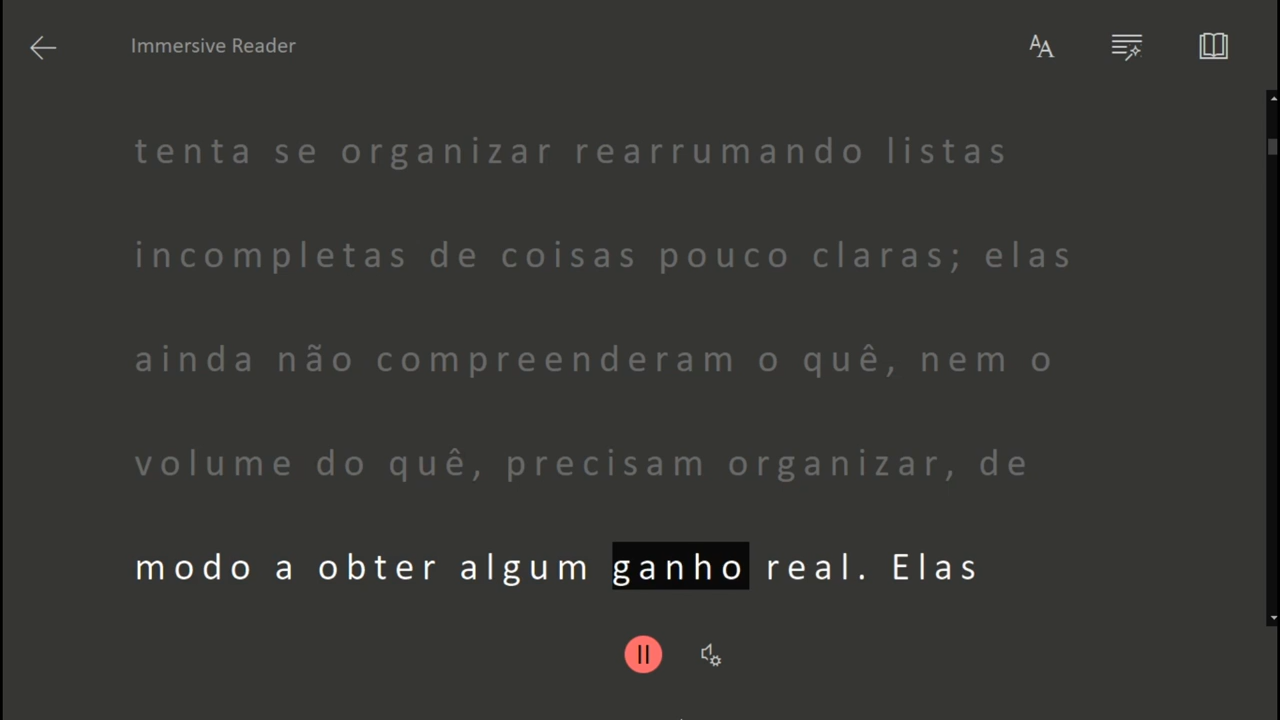 Immersive Reader
tenta se organizar rearrumando listas
incompletas de coisas pouco claras; elas
ainda não compreenderam o quê, nem o
volume do quê, precisam organizar, de
modo a obter algum ganho real. Elas